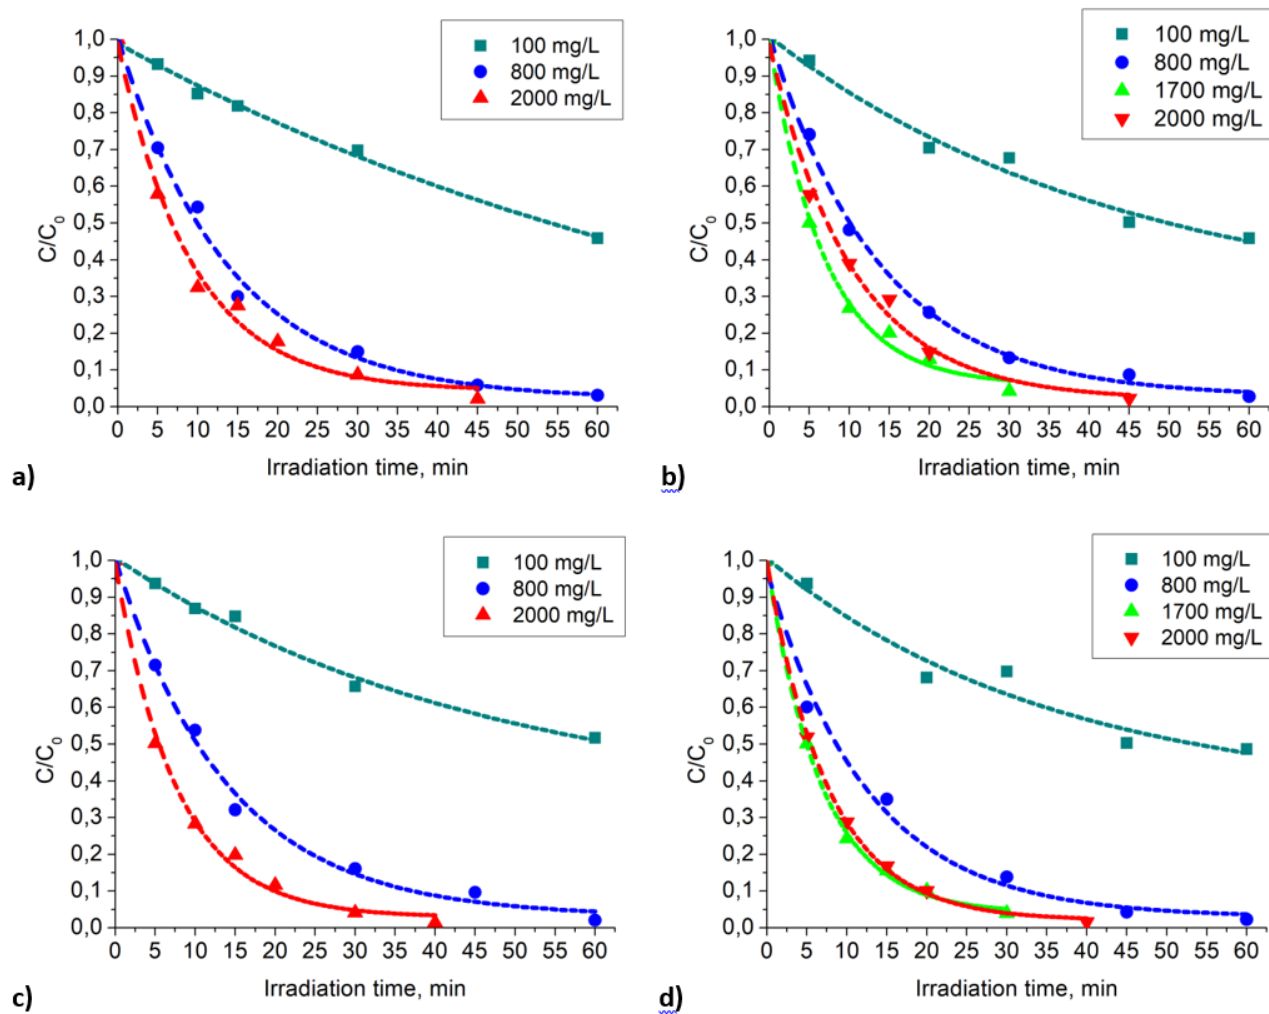 100 mg/L
800 mg/L
2000 mg/L
1,0
0,9
0,8
0,7
0,6
0,5
0,4
0,3
0,2
0,1
0,0
C/C₀
0 5 10 15 20 25 30 35 40 45 50 55 60
Irradiation time, min
a)
100 mg/L
800 mg/L
1700 mg/L
2000 mg/L
1,0
0,9
0,8
0,7
0,6
0,5
0,4
0,3
0,2
0,1
0,0
C/C₀
0 5 10 15 20 25 30 35 40 45 50 55 60
Irradiation time, min
b)
100 mg/L
800 mg/L
2000 mg/L
1,0
0,9
0,8
0,7
0,6
0,5
0,4
0,3
0,2
0,1
0,0
C/C₀
0 5 10 15 20 25 30 35 40 45 50 55 60
Irradiation time, min
c)
100 mg/L
800 mg/L
1700 mg/L
2000 mg/L
1,0
0,9
0,8
0,7
0,6
0,5
0,4
0,3
0,2
0,1
0,0
C/C₀
0 5 10 15 20 25 30 35 40 45 50 55 60
Irradiation time, min
d)